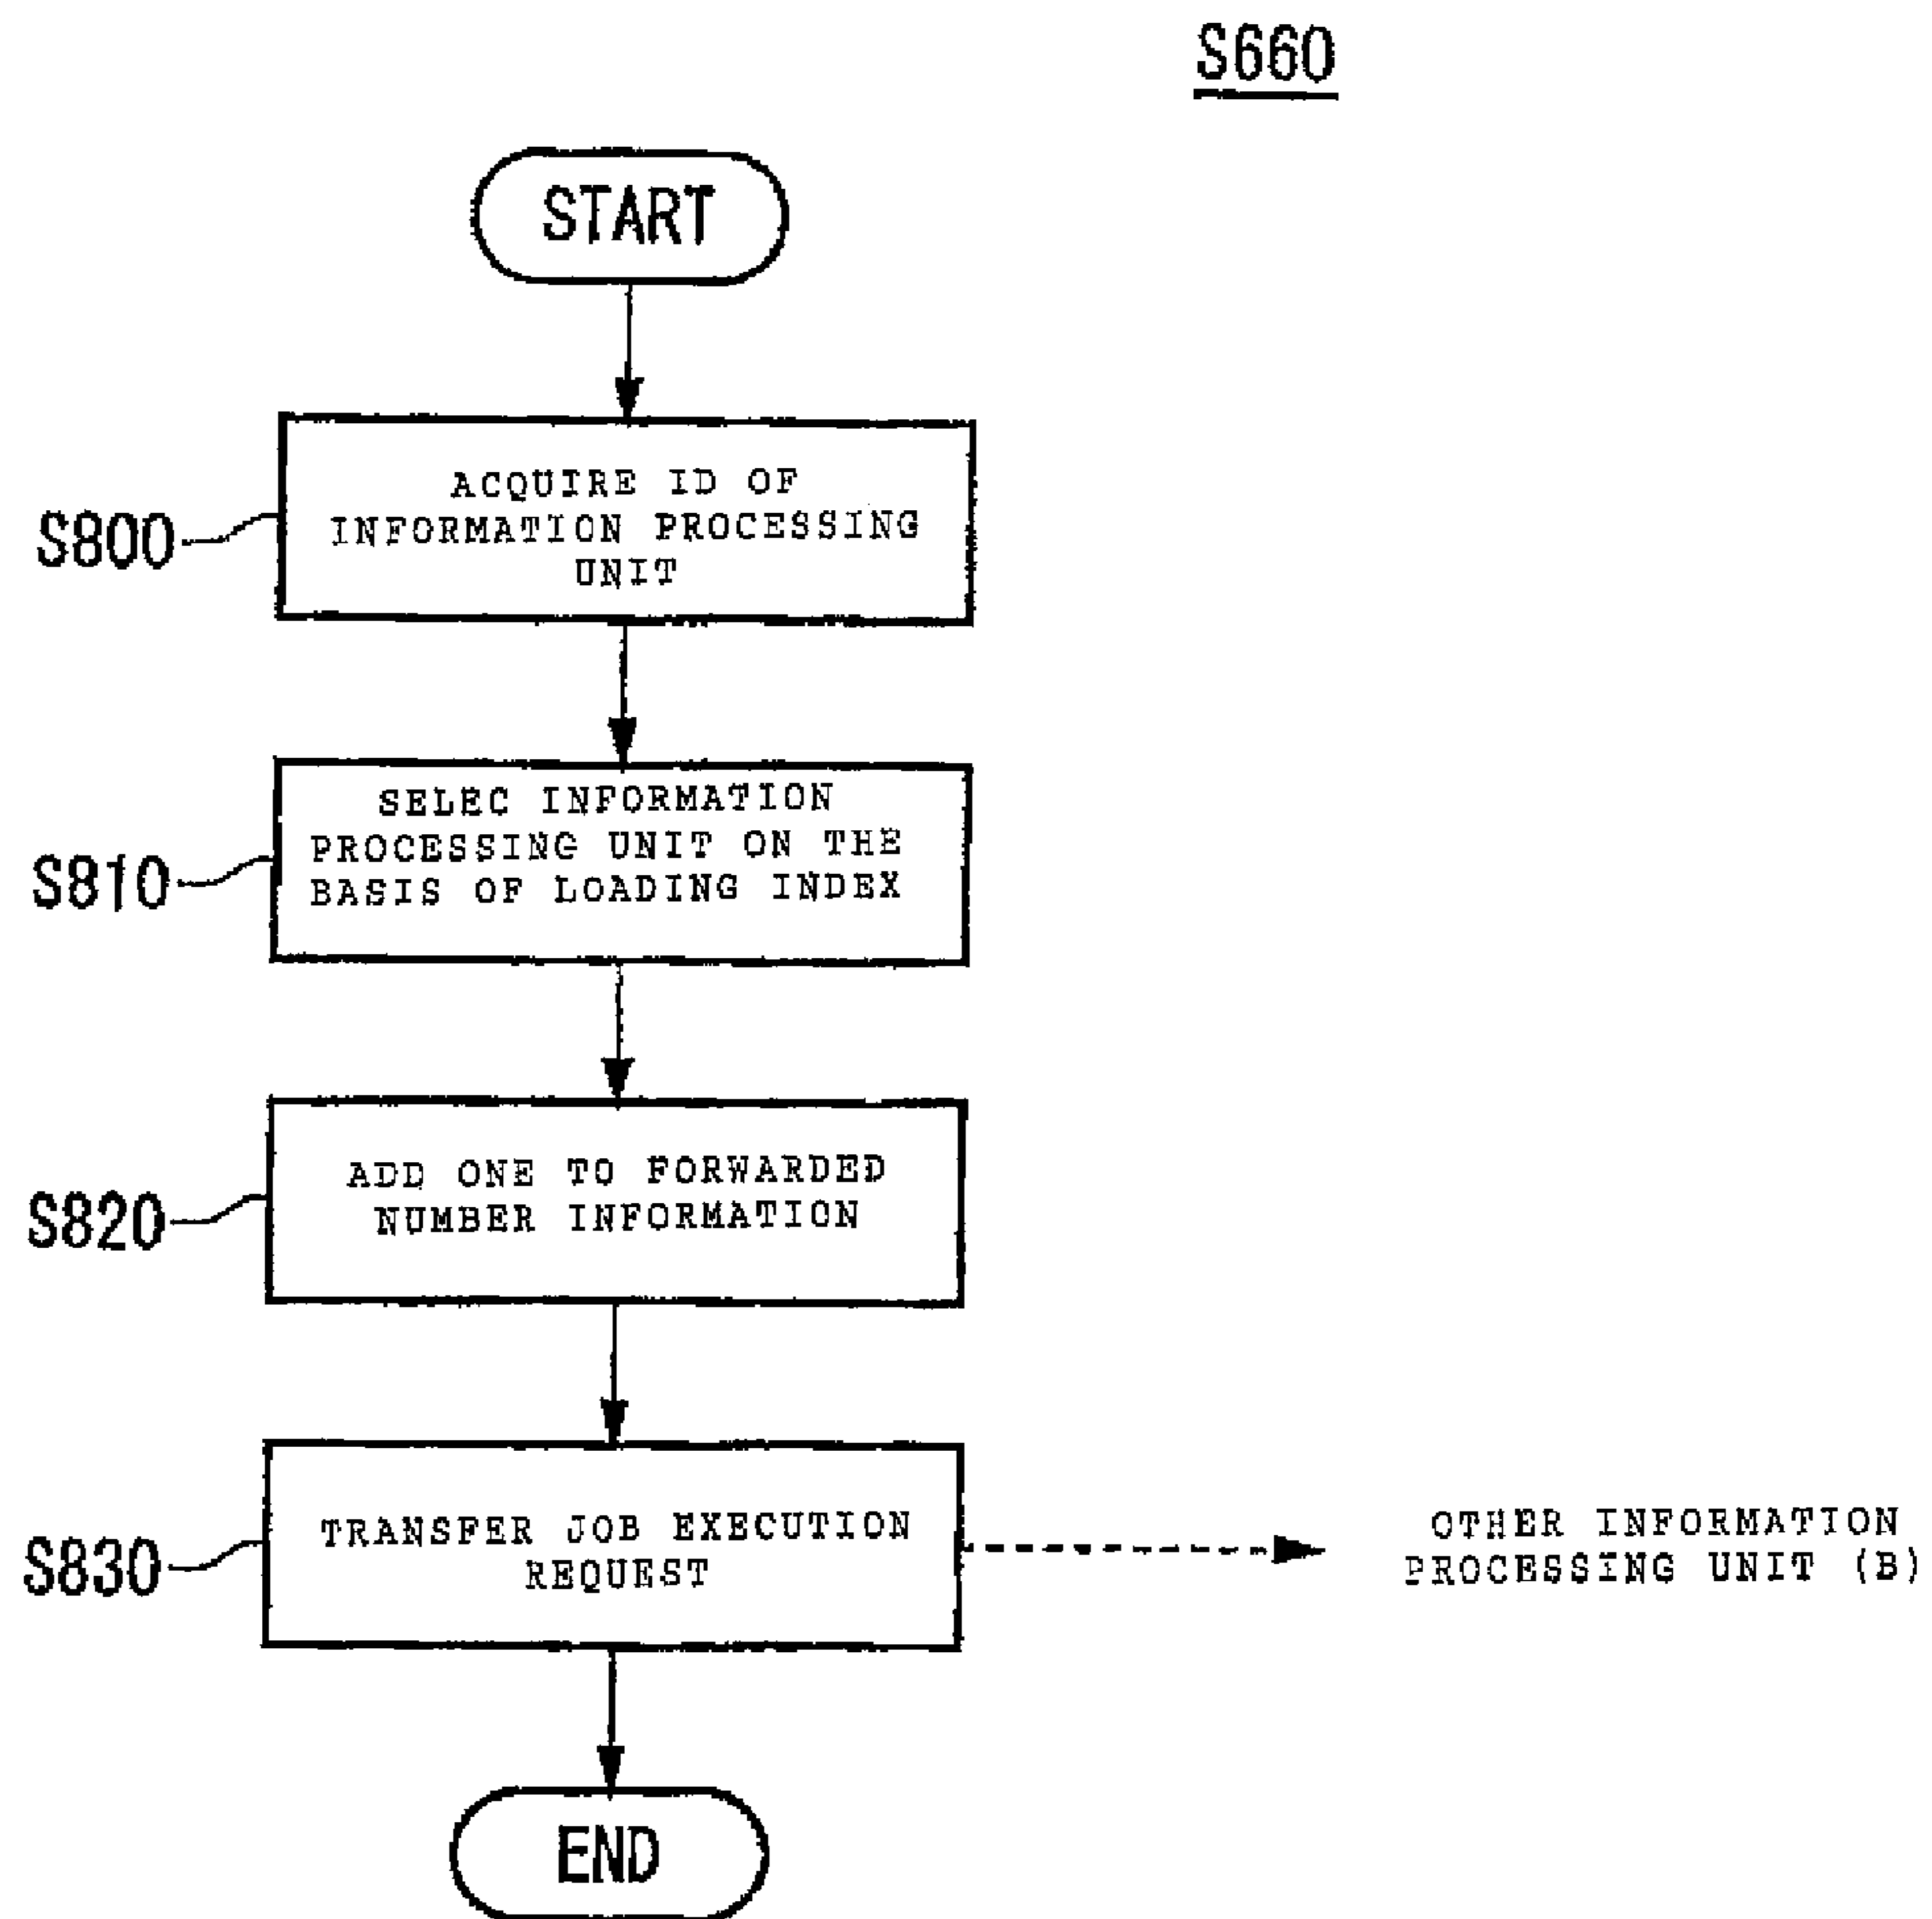 S660
START
S800
ACQUIRE ID OF
INFORMATION PROCESSING
UNIT
S810
SELEC INFORMATION
PROCESSING UNIT ON THE
BASIS OF LOADING INDEX
S820
ADD ONE TO FORWARDED
NUMBER INFORMATION
S830
TRANSFER JOB EXECUTION
REQUEST
OTHER INFORMATION
PROCESSING UNIT (B)
END